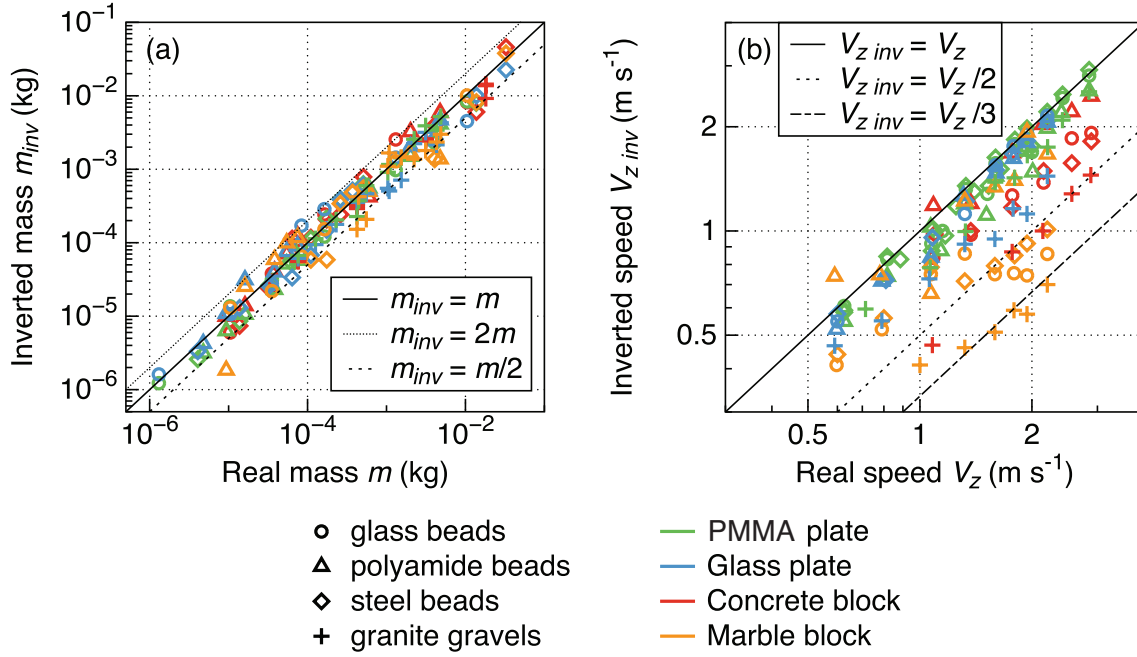 (a)
Inverted mass m_inv (kg)
10⁻¹
10⁻²
10⁻³
10⁻⁴
10⁻⁵
10⁻⁶
m_inv = m
m_inv = 2m
m_inv = m/2
10⁻⁶ 10⁻⁴ 10⁻²
Real mass m (kg)
(b)
Inverted speed V_z inv (m s⁻¹)
V_z inv = V_z
V_z inv = V_z /2
V_z inv = V_z /3
2
1
0.5
0.5 1 2
Real speed V_z (m s⁻¹)
glass beads
polyamide beads
steel beads
granite gravels
PMMA plate
Glass plate
Concrete block
Marble block